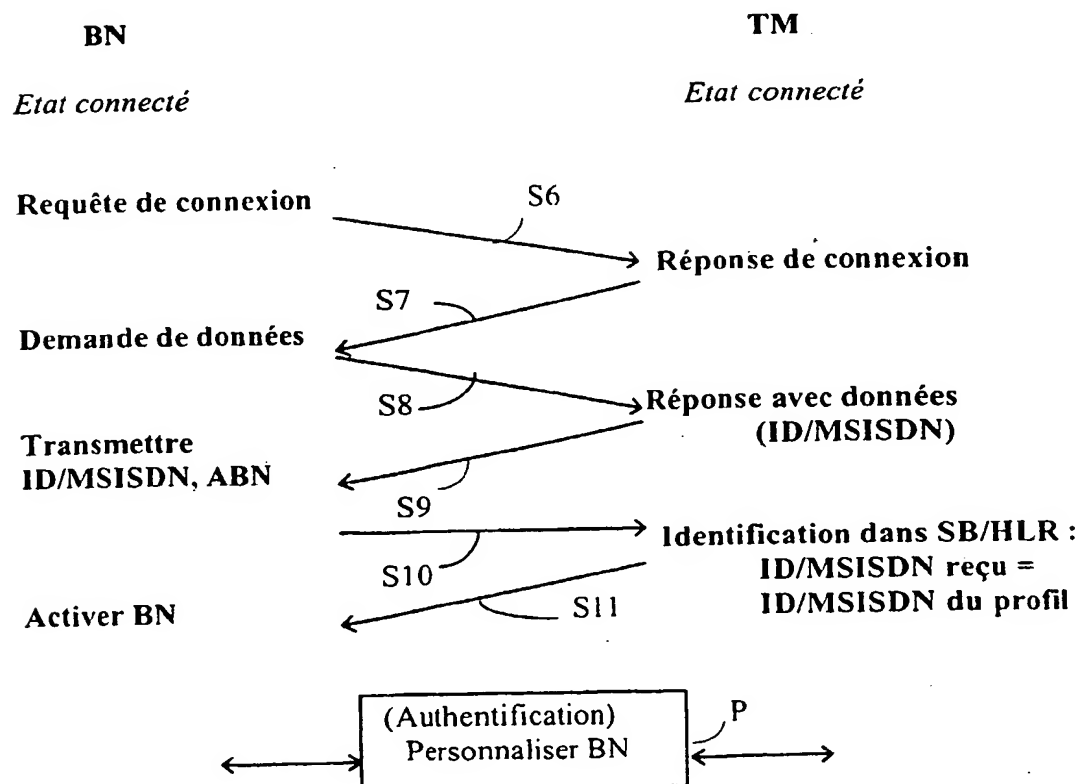 BN
TM
Etat connecté
Etat connecté
Requête de connexion
S6
Réponse de connexion
S7
Demande de données
S8
Réponse avec données
(ID/MSISDN)
Transmettre
ID/MSISDN, ABN
S9
Identification dans SB/HLR :
ID/MSISDN reçu =
ID/MSISDN du profil
S10
S11
Activer BN
(Authentification)
Personnaliser BN
P